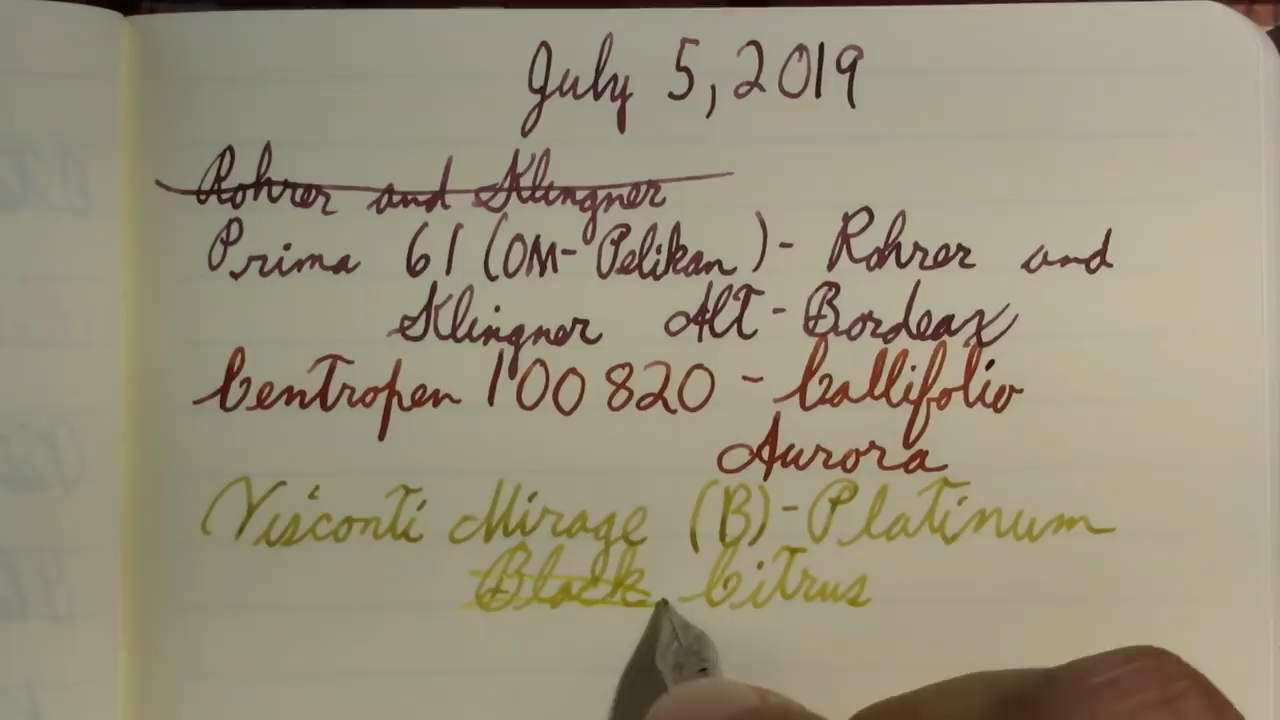 July 5, 2019
Rohrer and Klingner
Prima 61 (OM-Pelikan) - Rohrer and
Klingner Alt-Bordeax
Centropen 100 820 - Callifolio
Aurora
Visconti Mirage (B) - Platinum
Black Citrus